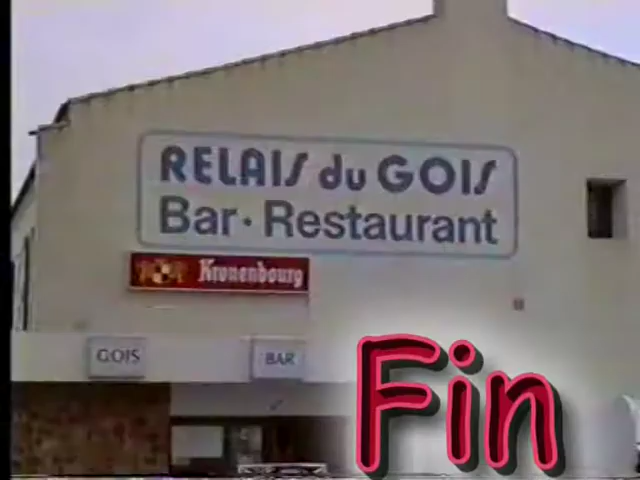 RELAIS du GOIS
Bar · Restaurant
Kronenbourg
GOIS
BAR
Fin